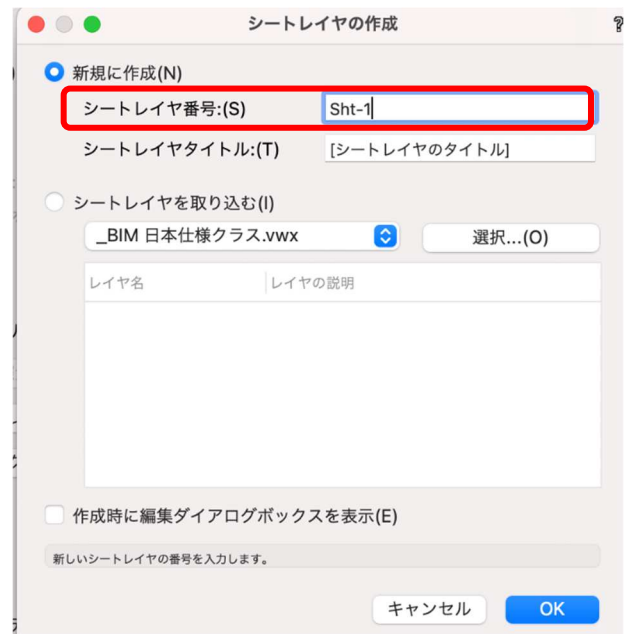 シートレイヤの作成
新規に作成(N)
シートレイヤ番号:(S) Sht-1
シートレイヤタイトル:(T) [シートレイヤのタイトル]
シートレイヤを取り込む(I)
_BIM 日本仕様クラス.vwx 選択...(O)
レイヤ名 レイヤの説明
作成時に編集ダイアログボックスを表示(E)
新しいシートレイヤの番号を入力します。
キャンセル OK